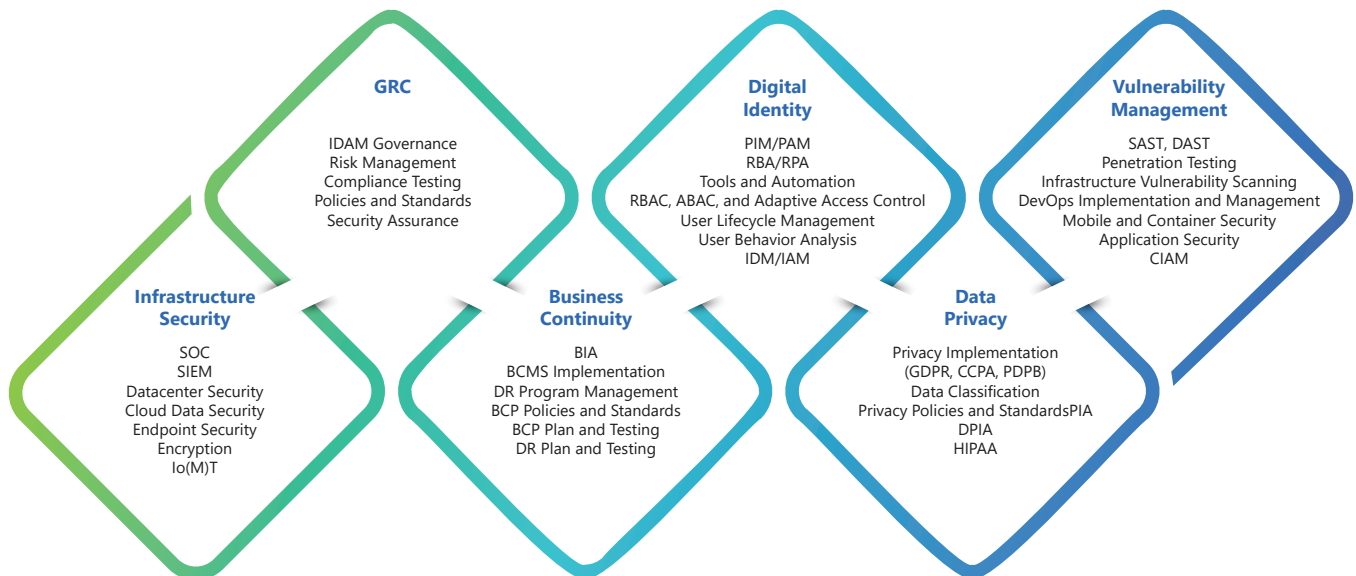 GRC
IDAM Governance
Risk Management
Compliance Testing
Policies and Standards
Security Assurance
Digital
Identity
PIM/PAM
RBA/RPA
Tools and Automation
RBAC, ABAC, and Adaptive Access Control
User Lifecycle Management
User Behavior Analysis
IDM/IAM
Vulnerability
Management
SAST, DAST
Penetration Testing
Infrastructure Vulnerability Scanning
DevOps Implementation and Management
Mobile and Container Security
Application Security
CIAM
Infrastructure
Security
SOC
SIEM
Datacenter Security
Cloud Data Security
Endpoint Security
Encryption
Io(M)T
Business
Continuity
BIA
BCMS Implementation
DR Program Management
BCP Policies and Standards
BCP Plan and Testing
DR Plan and Testing
Data
Privacy
Privacy Implementation
(GDPR, CCPA, PDPB)
Data Classification
Privacy Policies and StandardsPIA
DPIA
HIPAA